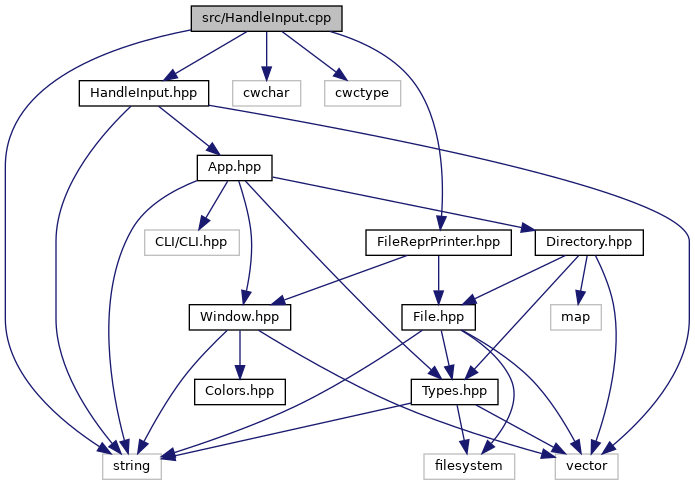 src/HandleInput.cpp
HandleInput.hpp
cwchar
cwctype
App.hpp
CLI/CLI.hpp
FileReprPrinter.hpp
Directory.hpp
Window.hpp
File.hpp
map
Colors.hpp
Types.hpp
string
filesystem
vector